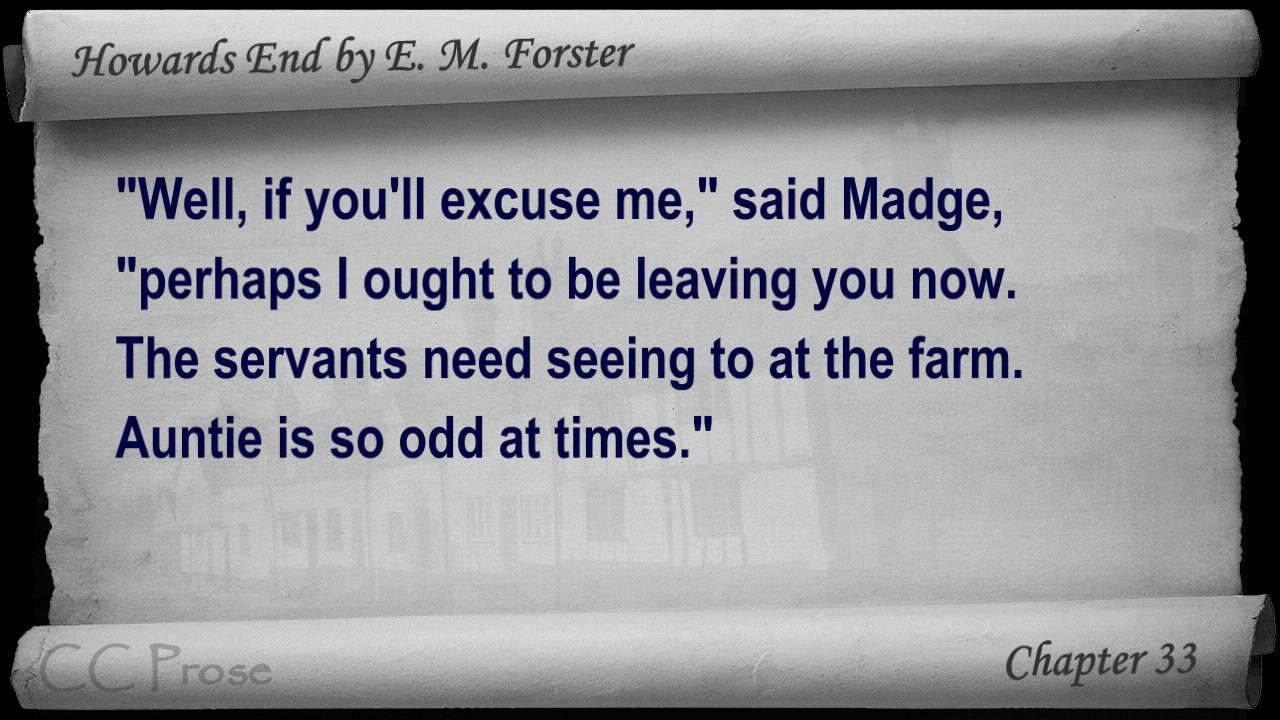 Howards End by E. M. Forster
"Well, if you'll excuse me," said Madge,
"perhaps I ought to be leaving you now.
The servants need seeing to at the farm.
Auntie is so odd at times."
CC Prose
Chapter 33